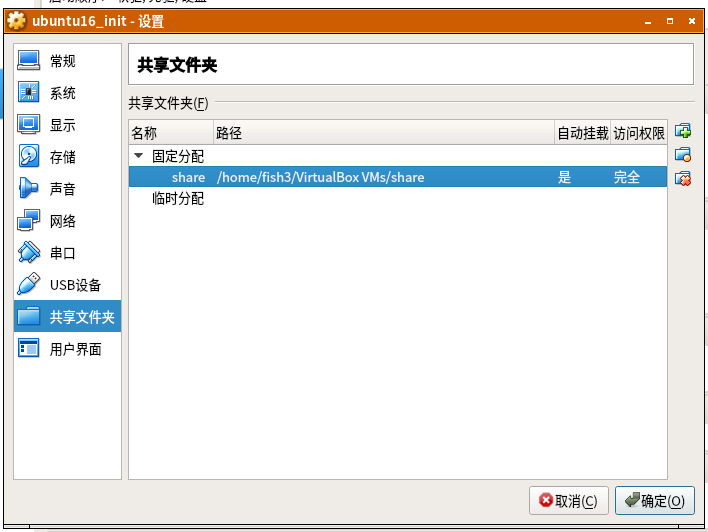 ubuntu16_init - 设置
常规
系统
显示
存储
声音
网络
串口
USB设备
共享文件夹
用户界面
共享文件夹
共享文件夹(F)
名称 路径 自动挂载 访问权限
固定分配
share /home/fish3/VirtualBox VMs/share 是 完全
临时分配
取消(C) 确定(O)